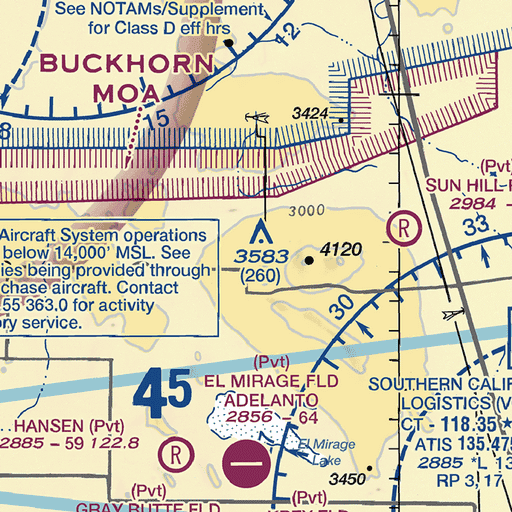 See NOTAMs/Supplement
for Class D eff hrs
12
BUCKHORN
MOA
15
3424
8
(Pvt)
SUN HILL
2984 -
3000
R
33
Aircraft System operations
below 14,000' MSL. See
ies being provided through
chase aircraft. Contact
55 363.0 for activity
ory service.
3583
(260)
4120
30
45
(Pvt)
EL MIRAGE FLD
ADELANTO
2856 - 64
SOUTHERN CALIF
LOGISTICS (V
CT - 118.35 ★
ATIS 135.475
2885 *L 13
RP 3, 17
HANSEN (Pvt)
2885 - 59 122.8
R
El Mirage
Lake
3450
(Pvt)
GRAY BUTTE FLD
(Pvt)